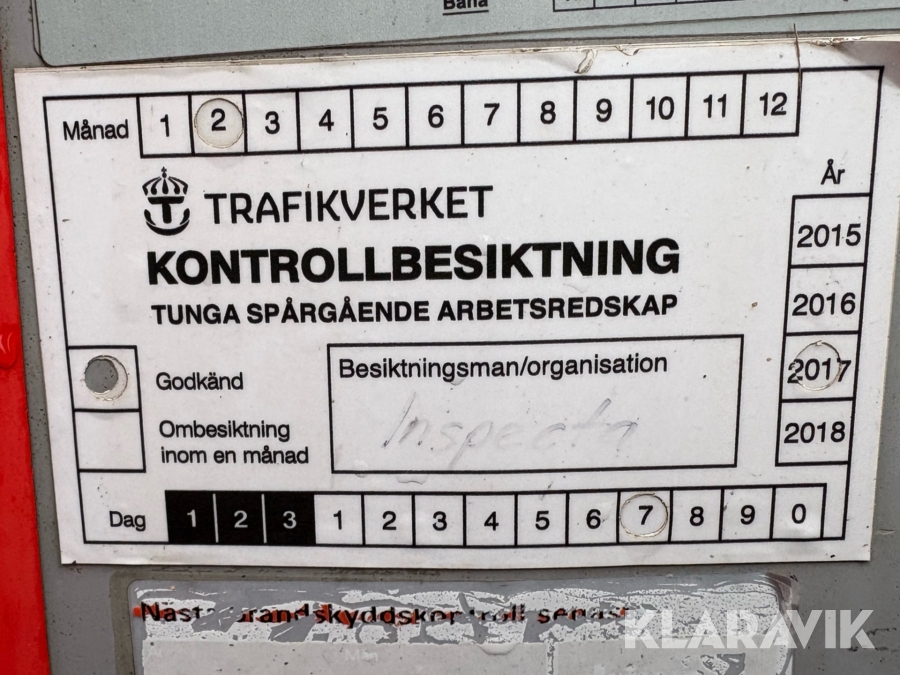 Bana
Månad 1 2 3 4 5 6 7 8 9 10 11 12
År
TRAFIKVERKET
2015
KONTROLLBESIKTNING
TUNGA SPÅRGÅENDE ARBETSREDSKAP
2016
Godkänd
Besiktningsman/organisation
2017
Inspecta
Ombesiktning
inom en månad
2018
Dag 1 2 3 1 2 3 4 5 6 7 8 9 0
KLARAVIK